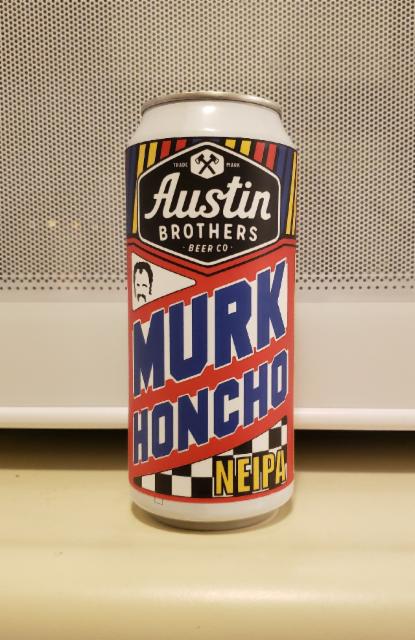 TRADE MARK
Austin
BROTHERS
· BEER CO ·
MURK
HONCHO
NEIPA